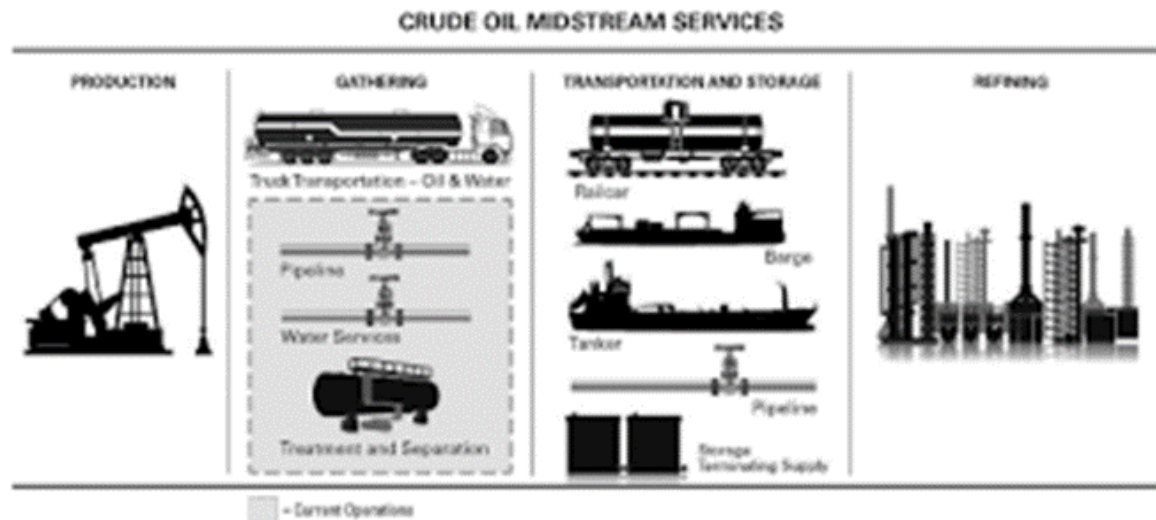 CRUDE OIL MIDSTREAM SERVICES
PRODUCTION
GATHERING
Truck Transportation – Oil & Water
Pipeline
Water Services
Treatment and Separation
TRANSPORTATION AND STORAGE
Railcar
Barge
Tanker
Pipeline
Storage
Terminating Supply
REFINING
– Current Operations